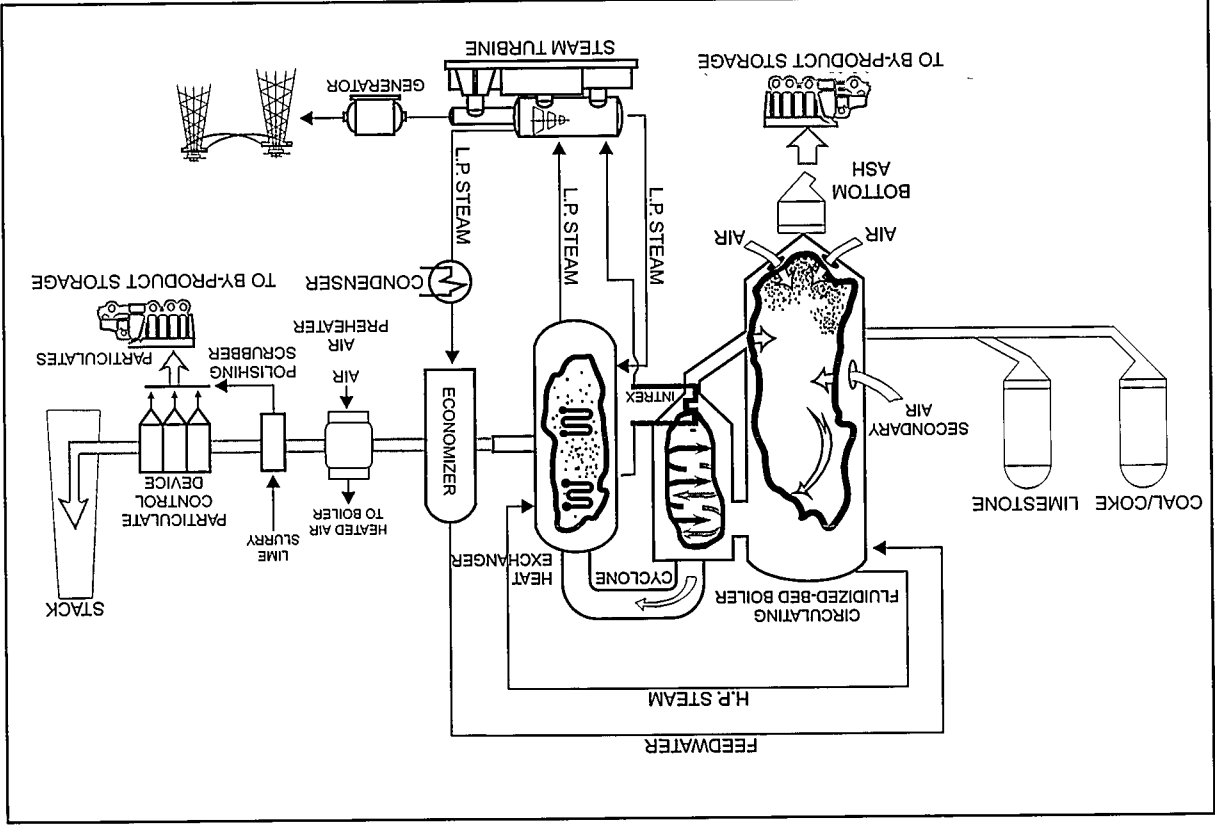 FEEDWATER
H.P. STEAM
CIRCULATING
FLUIDIZED-BED BOILER
CYCLONE
HEAT
EXCHANGER
STACK
COAL/COKE
LIMESTONE
SECONDARY
AIR
INTREX
ECONOMIZER
HEATED AIR
TO BOILER
LIME
SLURRY
PARTICULATE
CONTROL
DEVICE
AIR
AIR
PREHEATER
POLISHING
SCRUBBER
PARTICULATES
TO BY-PRODUCT STORAGE
CONDENSER
AIR
AIR
BOTTOM
ASH
TO BY-PRODUCT STORAGE
L.P. STEAM
L.P. STEAM
L.P. STEAM
GENERATOR
STEAM TURBINE